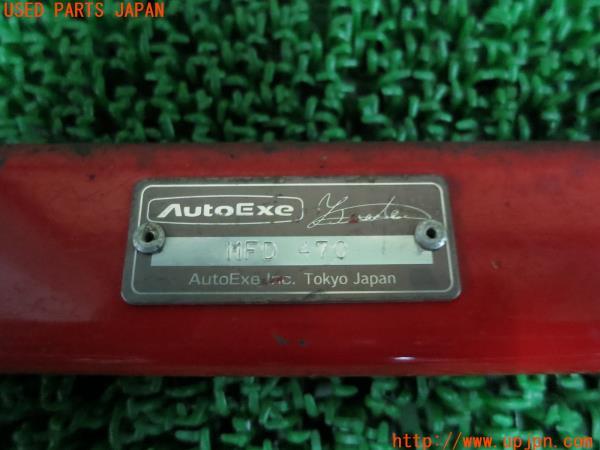 USED PARTS JAPAN
AutoExe
MFD 470
AutoExe Inc. Tokyo Japan
http://www.upjpn.com